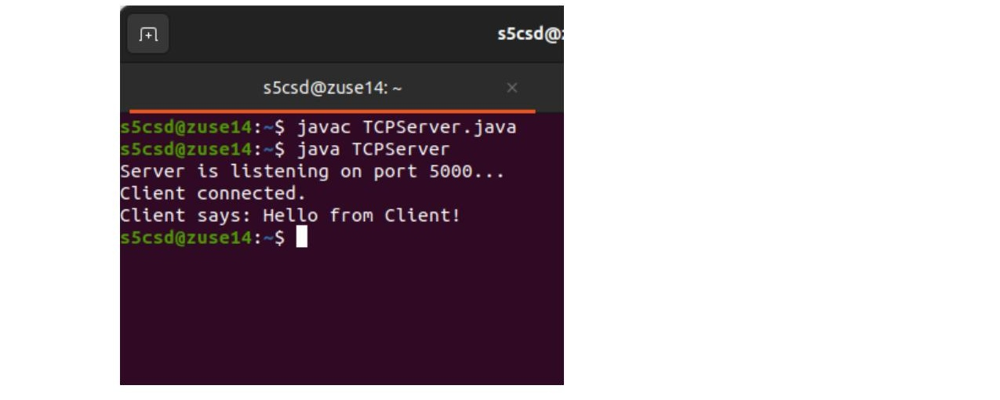 s5csd@
s5csd@zuse14: ~
s5csd@zuse14:~$ javac TCPServer.java
s5csd@zuse14:~$ java TCPServer
Server is listening on port 5000...
Client connected.
Client says: Hello from Client!
s5csd@zuse14:~$